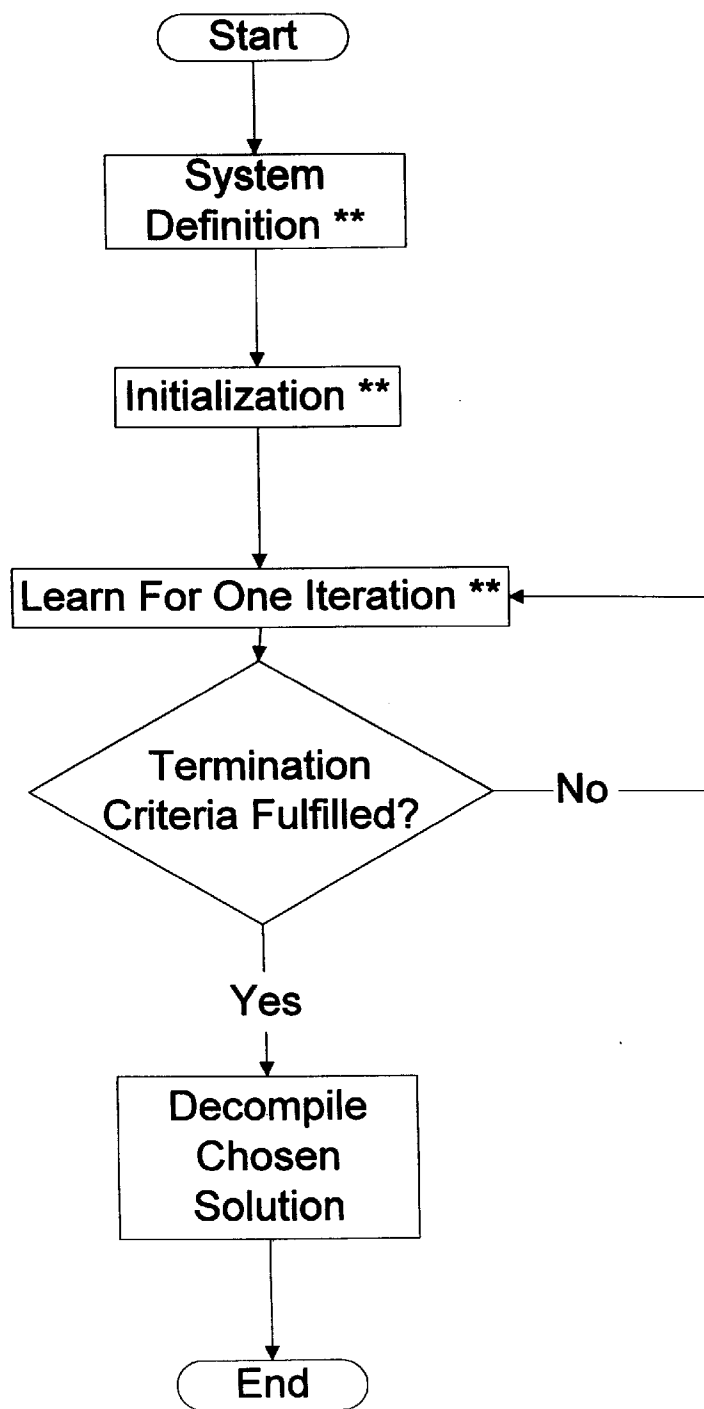 Start
System
Definition **
Initialization **
Learn For One Iteration **
Termination
Criteria Fulfilled?
No
Yes
Decompile
Chosen
Solution
End